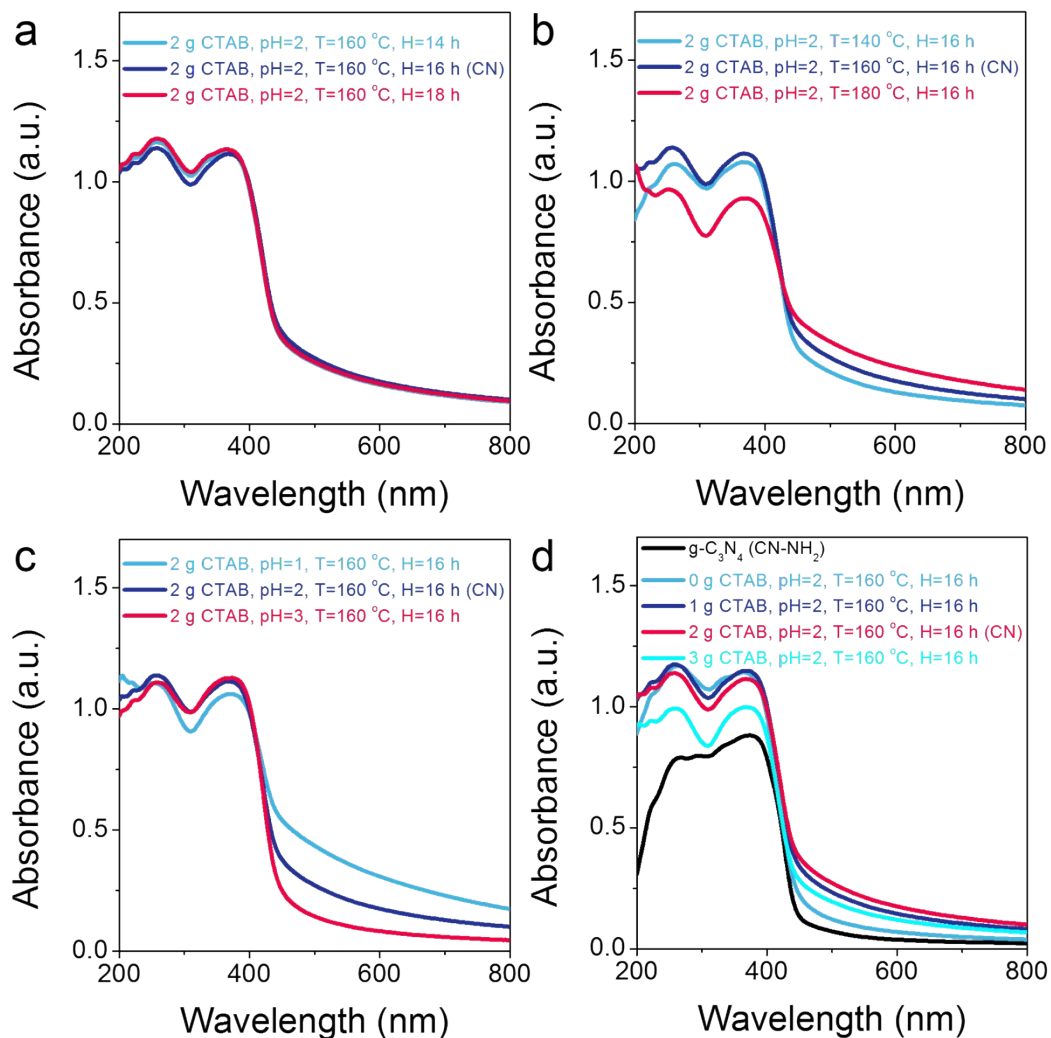 a
2 g CTAB, pH=2, T=160 °C, H=14 h
2 g CTAB, pH=2, T=160 °C, H=16 h (CN)
2 g CTAB, pH=2, T=160 °C, H=18 h
1.5
1.0
0.5
0.0
200 400 600 800
Absorbance (a.u.)
Wavelength (nm)
b
2 g CTAB, pH=2, T=140 °C, H=16 h
2 g CTAB, pH=2, T=160 °C, H=16 h (CN)
2 g CTAB, pH=2, T=180 °C, H=16 h
1.5
1.0
0.5
0.0
200 400 600 800
Absorbance (a.u.)
Wavelength (nm)
c
2 g CTAB, pH=1, T=160 °C, H=16 h
2 g CTAB, pH=2, T=160 °C, H=16 h (CN)
2 g CTAB, pH=3, T=160 °C, H=16 h
1.5
1.0
0.5
0.0
200 400 600 800
Absorbance (a.u.)
Wavelength (nm)
d
g-C₃N₄ (CN-NH₂)
0 g CTAB, pH=2, T=160 °C, H=16 h
1 g CTAB, pH=2, T=160 °C, H=16 h
2 g CTAB, pH=2, T=160 °C, H=16 h (CN)
3 g CTAB, pH=2, T=160 °C, H=16 h
1.5
1.0
0.5
0.0
200 400 600 800
Absorbance (a.u.)
Wavelength (nm)